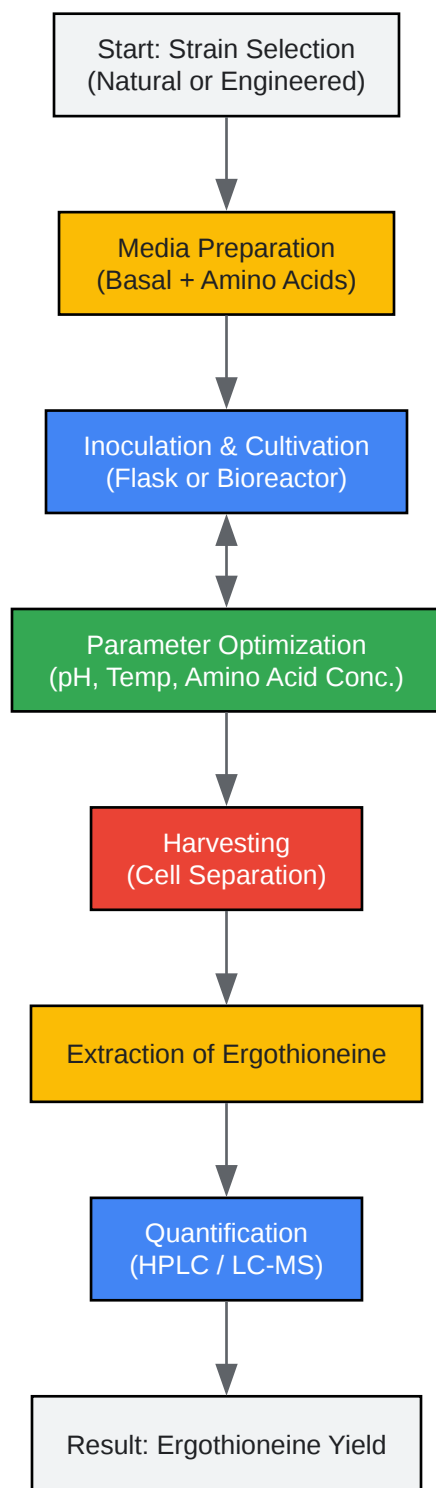 Start: Strain Selection
(Natural or Engineered)
Media Preparation
(Basal + Amino Acids)
Inoculation & Cultivation
(Flask or Bioreactor)
Parameter Optimization
(pH, Temp, Amino Acid Conc.)
Harvesting
(Cell Separation)
Extraction of Ergothioneine
Quantification
(HPLC / LC-MS)
Result: Ergothioneine Yield